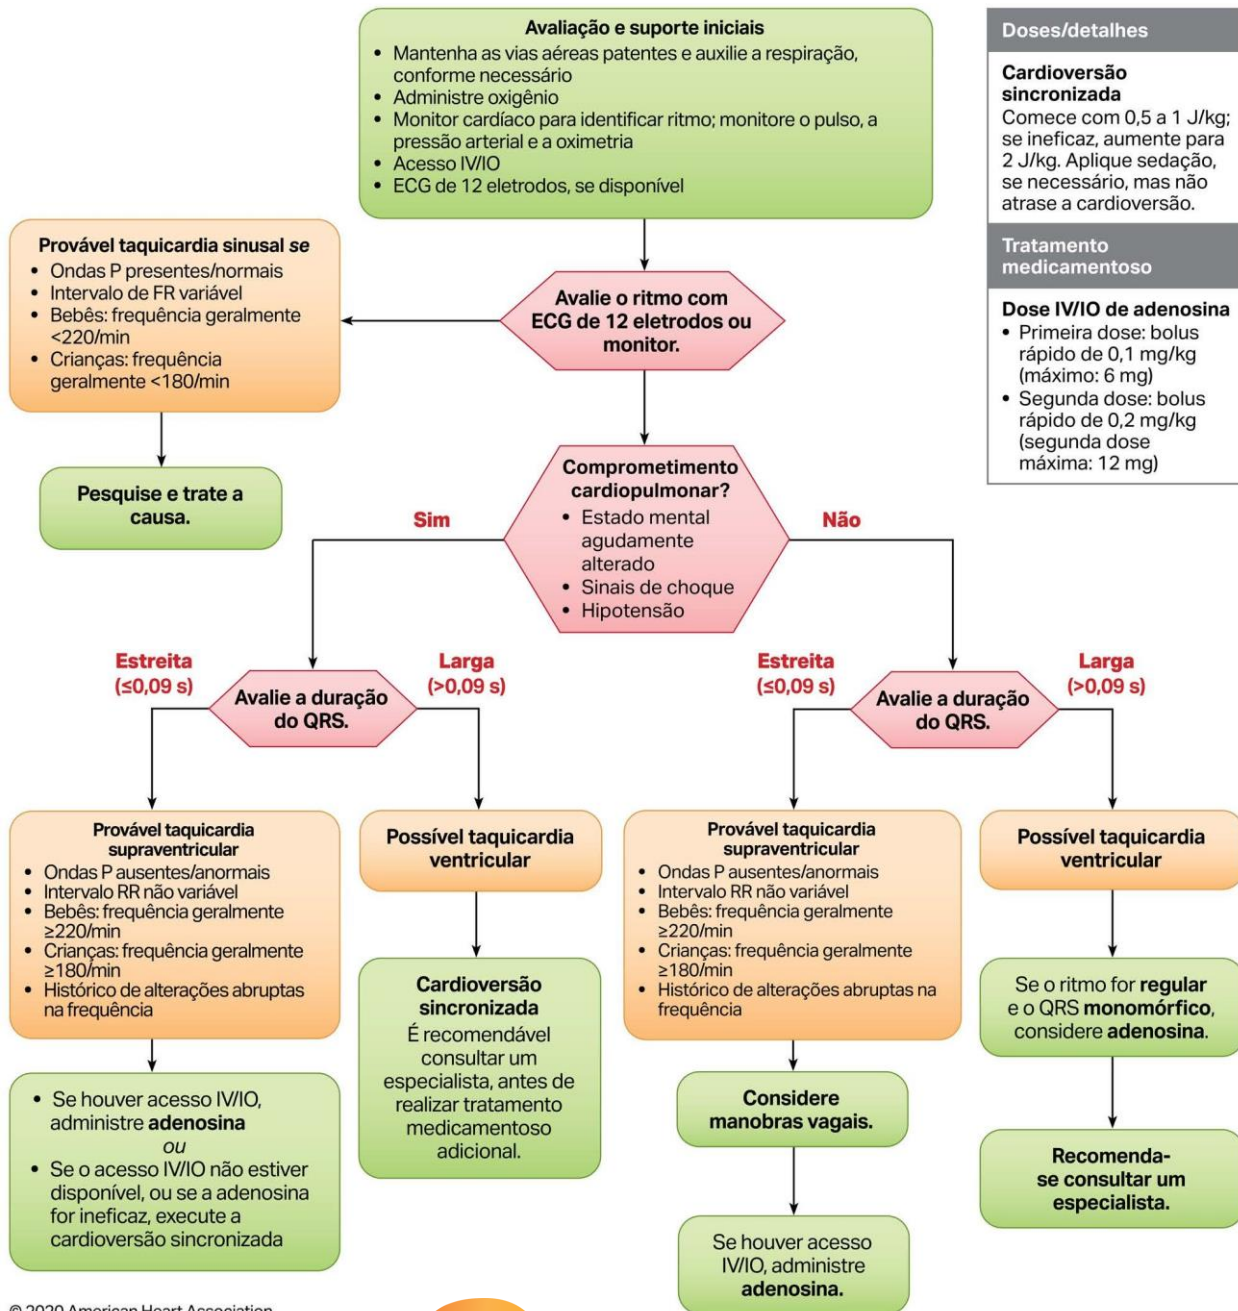 Avaliação e suporte iniciais
• Mantenha as vias aéreas patentes e auxilie a respiração,
conforme necessário
• Administre oxigênio
• Monitor cardíaco para identificar ritmo; monitore o pulso, a
pressão arterial e a oximetria
• Acesso IV/IO
• ECG de 12 eletrodos, se disponível
Doses/detalhes
Cardioversão
sincronizada
Comece com 0,5 a 1 J/kg;
se ineficaz, aumente para
2 J/kg. Aplique sedação,
se necessário, mas não
atrase a cardioversão.
Tratamento
medicamentoso
Dose IV/IO de adenosina
• Primeira dose: bolus
rápido de 0,1 mg/kg
(máximo: 6 mg)
• Segunda dose: bolus
rápido de 0,2 mg/kg
(segunda dose
máxima: 12 mg)
Provável taquicardia sinusal se
• Ondas P presentes/normais
• Intervalo de FR variável
• Bebês: frequência geralmente
<220/min
• Crianças: frequência
geralmente <180/min
Avalie o ritmo com
ECG de 12 eletrodos ou
monitor.
Pesquise e trate a
causa.
Comprometimento
cardiopulmonar?
• Estado mental
agudamente
alterado
• Sinais de choque
• Hipotensão
Sim
Não
Estreita
(≤0,09 s)
Avalie a duração
do QRS.
Larga
(>0,09 s)
Estreita
(≤0,09 s)
Avalie a duração
do QRS.
Larga
(>0,09 s)
Provável taquicardia
supraventricular
• Ondas P ausentes/anormais
• Intervalo RR não variável
• Bebês: frequência geralmente
≥220/min
• Crianças: frequência geralmente
≥180/min
• Histórico de alterações abruptas
na frequência
Possível taquicardia
ventricular
Provável taquicardia
supraventricular
• Ondas P ausentes/anormais
• Intervalo RR não variável
• Bebês: frequência geralmente
≥220/min
• Crianças: frequência geralmente
≥180/min
• Histórico de alterações abruptas na
frequência
Possível taquicardia
ventricular
• Se houver acesso IV/IO,
administre adenosina
ou
• Se o acesso IV/IO não estiver
disponível, ou se a adenosina
for ineficaz, execute a
cardioversão sincronizada
Cardioversão
sincronizada
É recomendável
consultar um
especialista, antes de
realizar tratamento
medicamentoso
adicional.
Considere
manobras vagais.
Se houver acesso
IV/IO, administre
adenosina.
Se o ritmo for regular
e o QRS monomórfico,
considere adenosina.
Recomenda-
se consultar um
especialista.
© 2020 American Heart Association